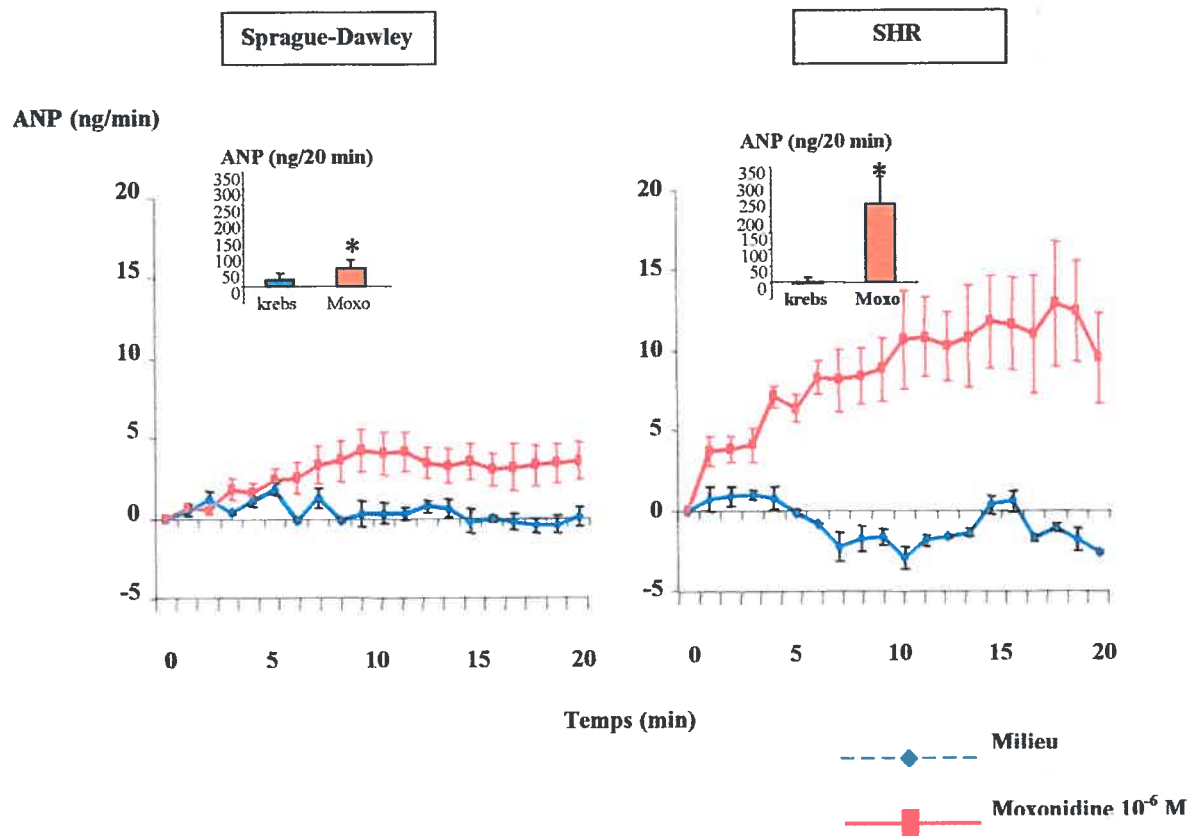 Sprague-Dawley
SHR
ANP (ng/min)
ANP (ng/20 min)
350
300
250
200
150
100
50
0
krebs
Moxo
*
20
15
10
5
0
-5
0 5 10 15 20
ANP (ng/20 min)
350
300
250
200
150
100
50
0
krebs
Moxo
*
20
15
10
5
0
-5
0 5 10 15 20
Temps (min)
Milieu
Moxonidine 10⁻⁶ M